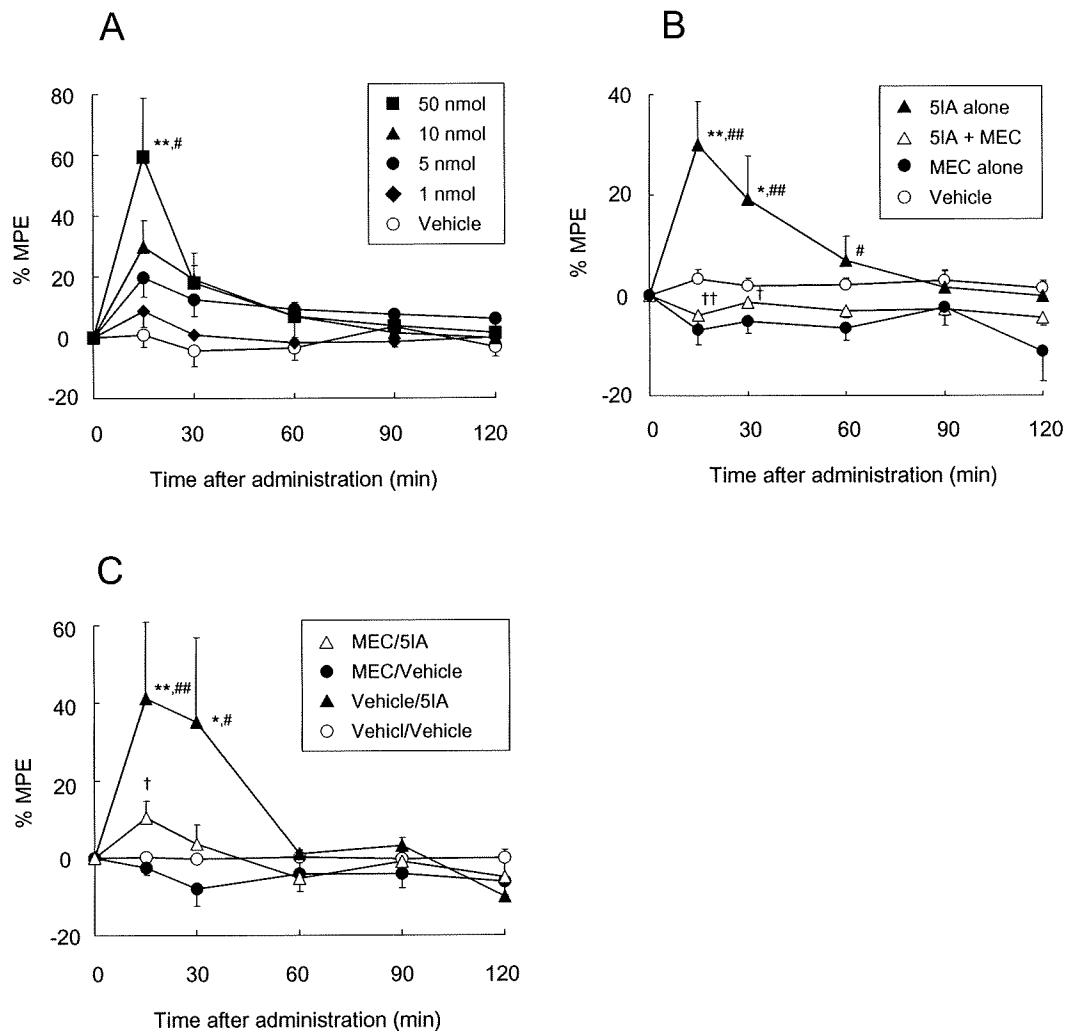 A
80
60
40
20
0
-20
% MPE
**,#
50 nmol
10 nmol
5 nmol
1 nmol
Vehicle
0 30 60 90 120
Time after administration (min)
B
40
20
0
-20
% MPE
**,##
*,##
#
††
†
5IA alone
5IA + MEC
MEC alone
Vehicle
0 30 60 90 120
Time after administration (min)
C
60
40
20
0
-20
% MPE
**,##
*,#
†
MEC/5IA
MEC/Vehicle
Vehicle/5IA
Vehicl/Vehicle
0 30 60 90 120
Time after administration (min)